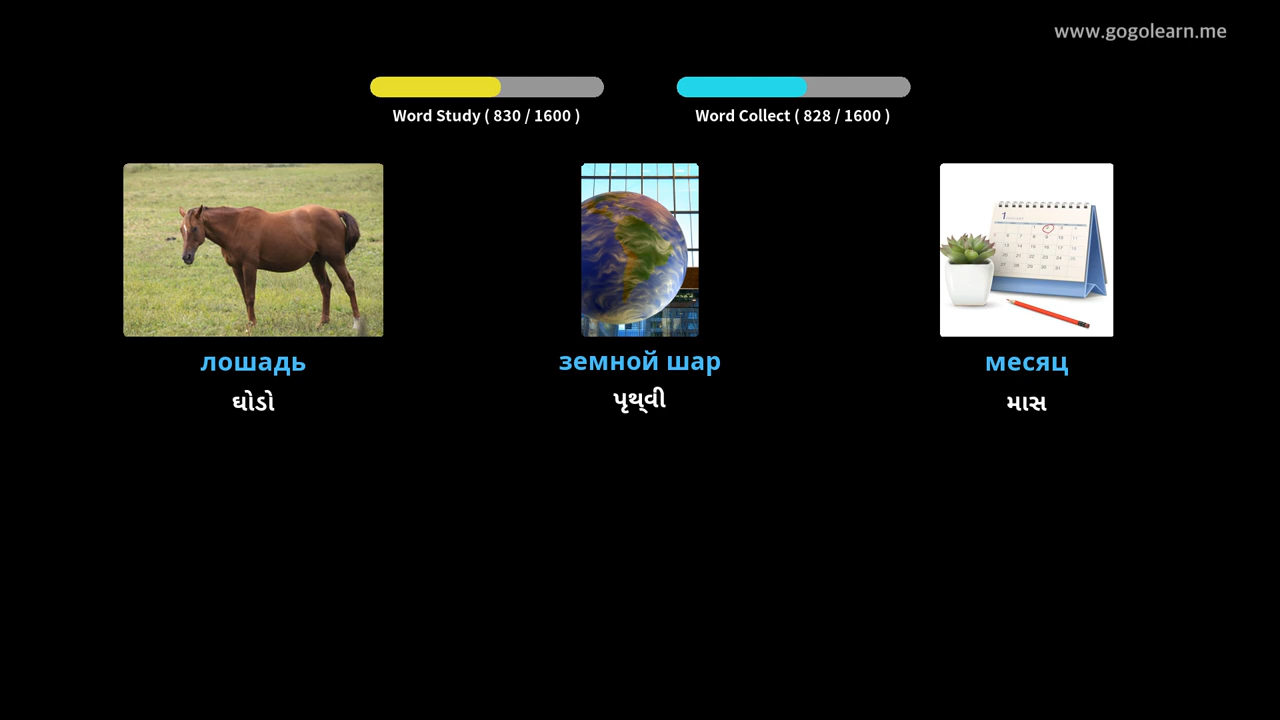 www.gogolearn.me
Word Study ( 830 / 1600 )
Word Collect ( 828 / 1600 )
лошадь
земной шар
месяц
ઘોડો
પૃથ્વી
માસ